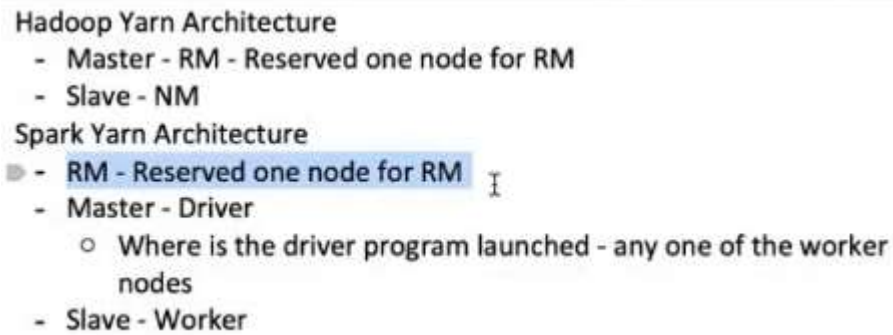 Hadoop Yarn Architecture
- Master - RM - Reserved one node for RM
- Slave - NM
Spark Yarn Architecture
- RM - Reserved one node for RM
- Master - Driver
○ Where is the driver program launched - any one of the worker
nodes
- Slave - Worker